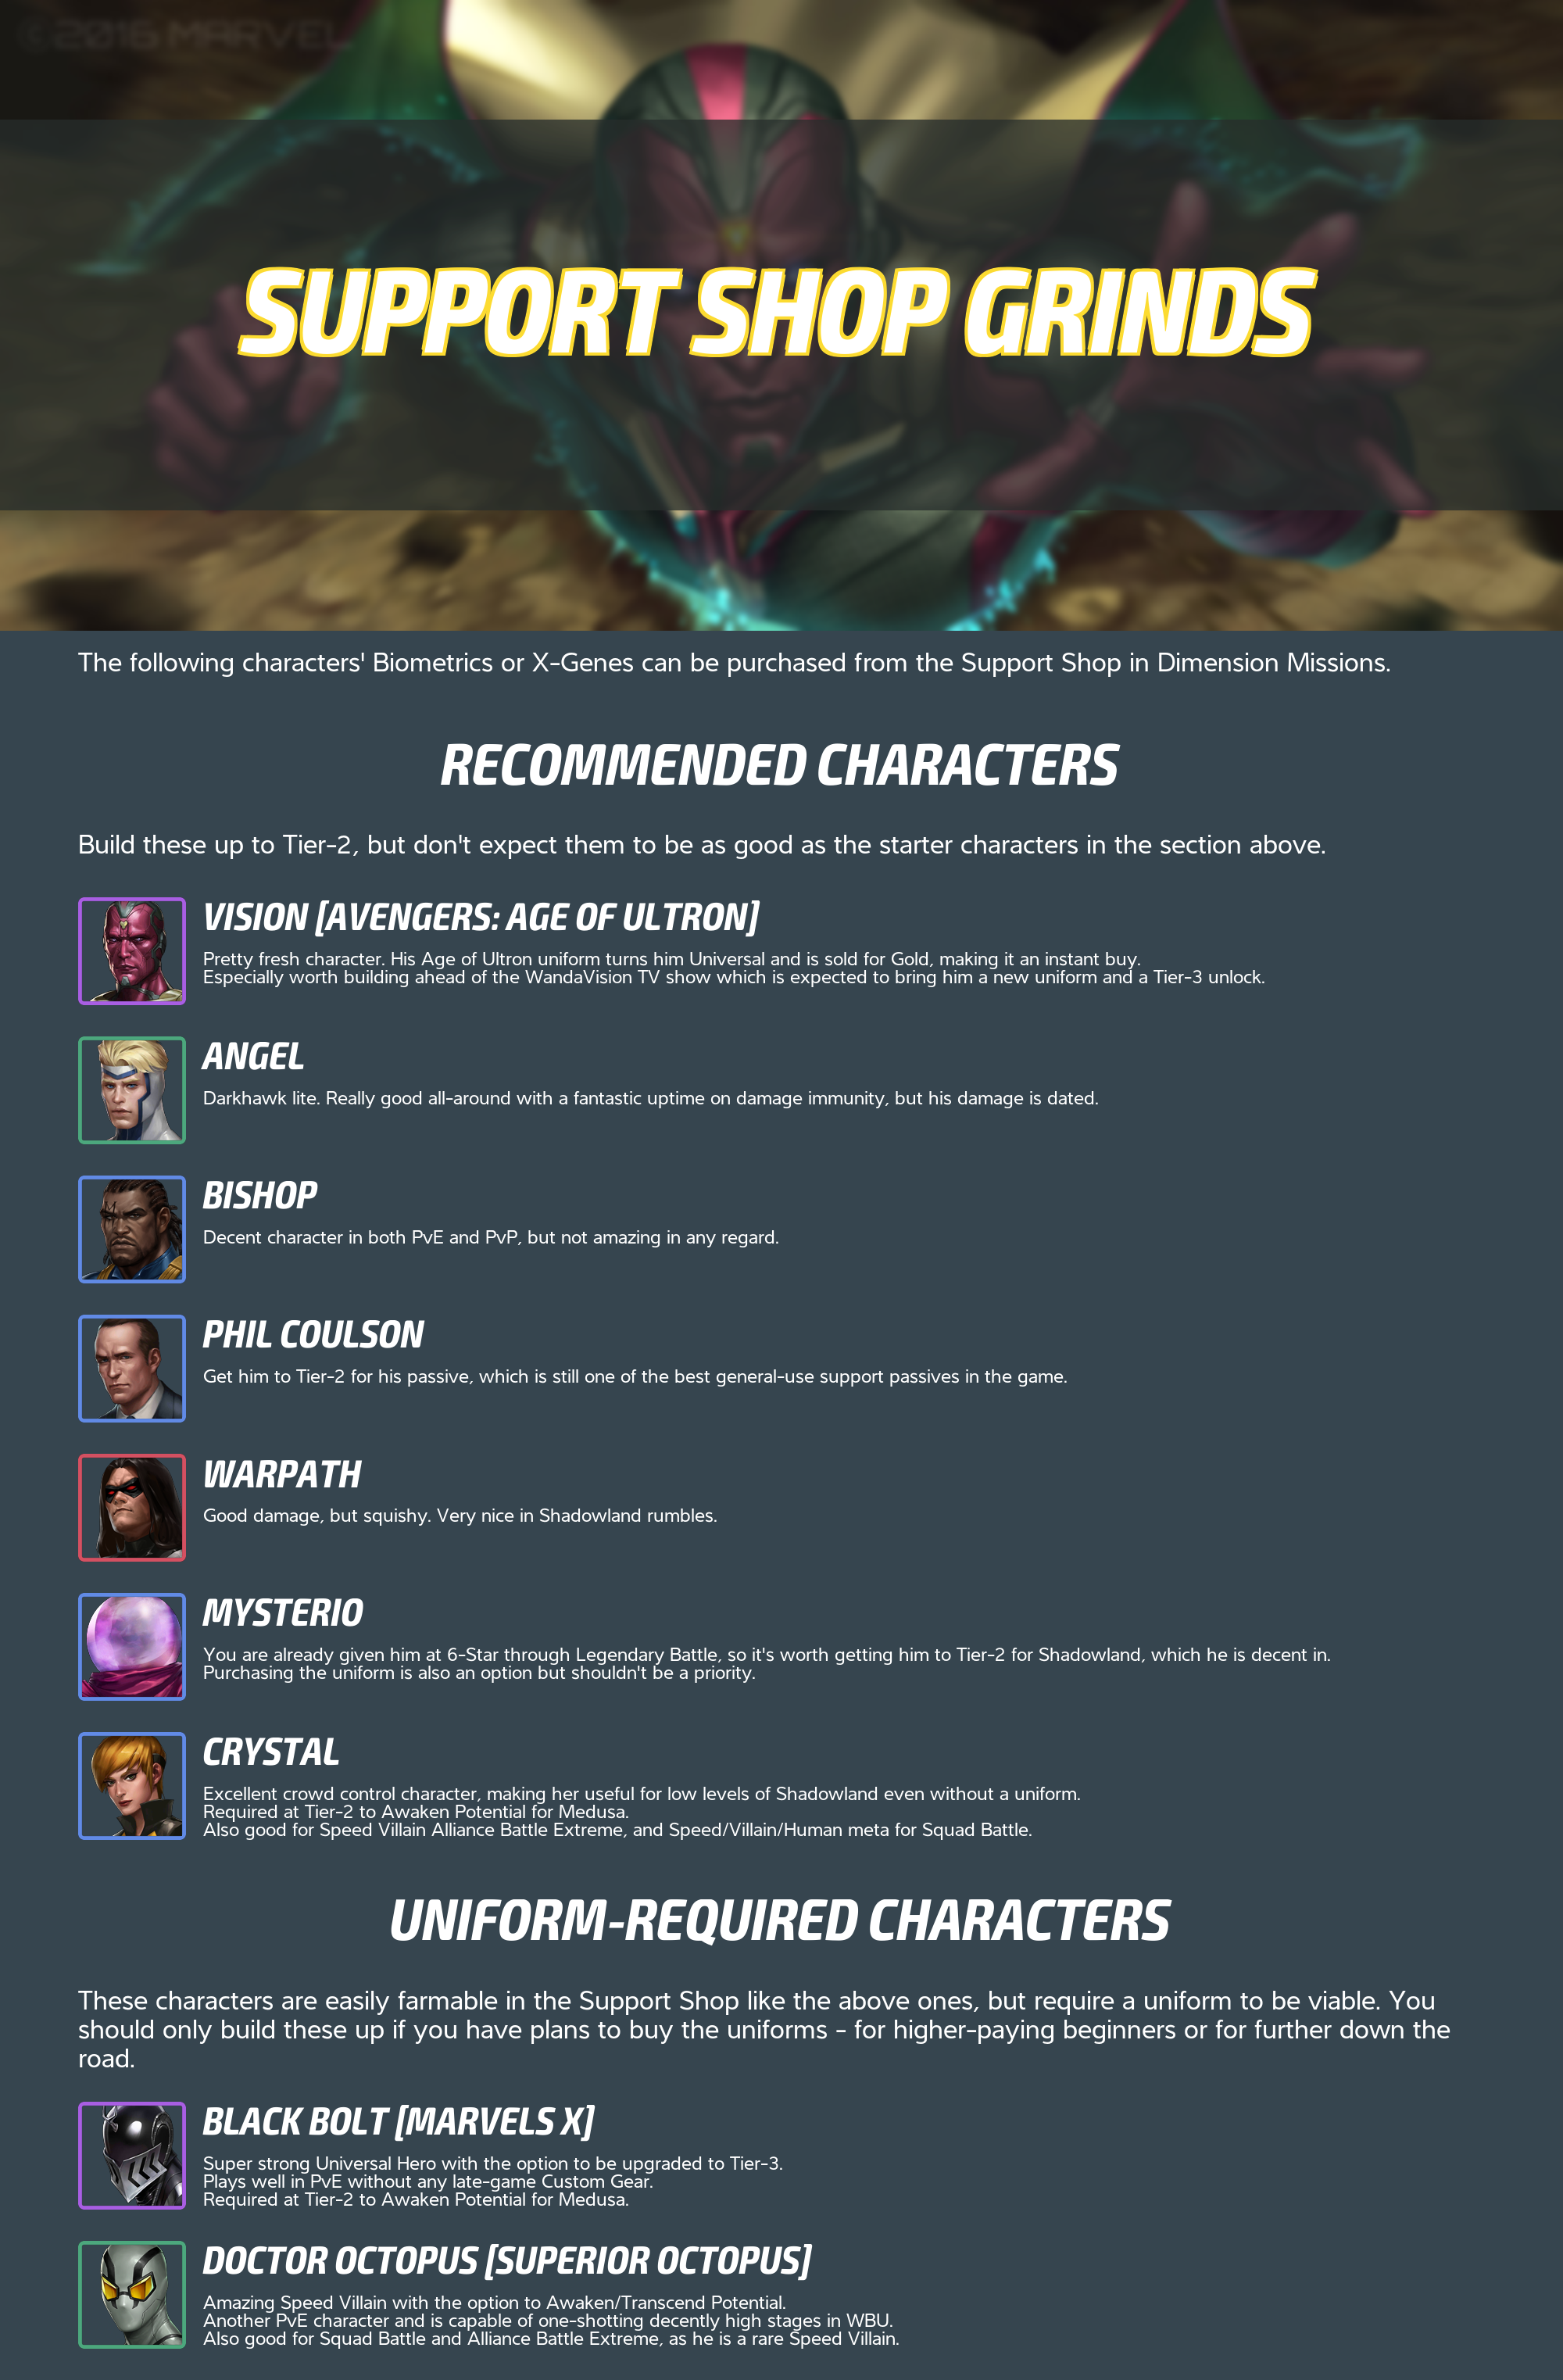 ©2016 MARVEL
SUPPORT SHOP GRINDS
The following characters' Biometrics or X-Genes can be purchased from the Support Shop in Dimension Missions.
RECOMMENDED CHARACTERS
Build these up to Tier-2, but don't expect them to be as good as the starter characters in the section above.
VISION [AVENGERS: AGE OF ULTRON]
Pretty fresh character. His Age of Ultron uniform turns him Universal and is sold for Gold, making it an instant buy.
Especially worth building ahead of the WandaVision TV show which is expected to bring him a new uniform and a Tier-3 unlock.
ANGEL
Darkhawk lite. Really good all-around with a fantastic uptime on damage immunity, but his damage is dated.
BISHOP
Decent character in both PvE and PvP, but not amazing in any regard.
PHIL COULSON
Get him to Tier-2 for his passive, which is still one of the best general-use support passives in the game.
WARPATH
Good damage, but squishy. Very nice in Shadowland rumbles.
MYSTERIO
You are already given him at 6-Star through Legendary Battle, so it's worth getting him to Tier-2 for Shadowland, which he is decent in.
Purchasing the uniform is also an option but shouldn't be a priority.
CRYSTAL
Excellent crowd control character, making her useful for low levels of Shadowland even without a uniform.
Required at Tier-2 to Awaken Potential for Medusa.
Also good for Speed Villain Alliance Battle Extreme, and Speed/Villain/Human meta for Squad Battle.
UNIFORM-REQUIRED CHARACTERS
These characters are easily farmable in the Support Shop like the above ones, but require a uniform to be viable. You
should only build these up if you have plans to buy the uniforms - for higher-paying beginners or for further down the
road.
BLACK BOLT [MARVELS X]
Super strong Universal Hero with the option to be upgraded to Tier-3.
Plays well in PvE without any late-game Custom Gear.
Required at Tier-2 to Awaken Potential for Medusa.
DOCTOR OCTOPUS [SUPERIOR OCTOPUS]
Amazing Speed Villain with the option to Awaken/Transcend Potential.
Another PvE character and is capable of one-shotting decently high stages in WBU.
Also good for Squad Battle and Alliance Battle Extreme, as he is a rare Speed Villain.